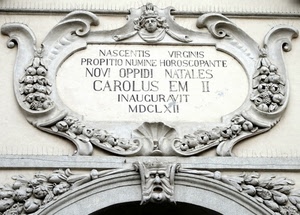 NASCENTIS VIRGINIS
PROPITIO NUMINE HOROSCOPANTE
NOVI OPPIDI NATALES
CAROLUS EM II
INAUGURAVIT
MDCLXII